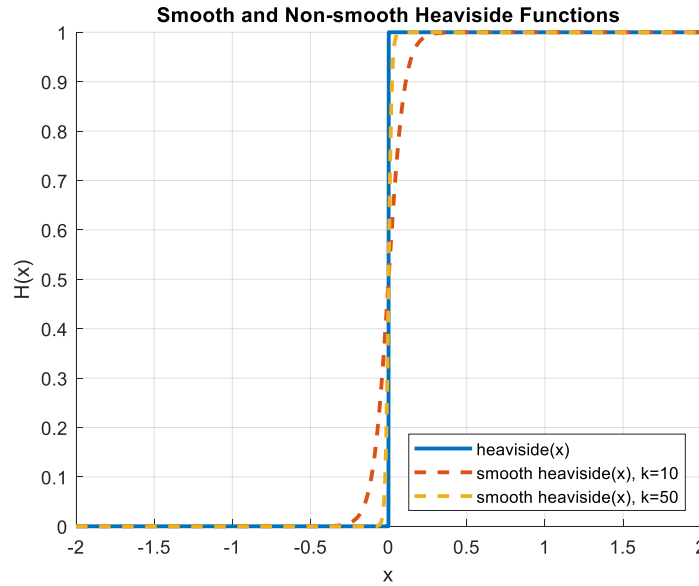 Smooth and Non-smooth Heaviside Functions
1
0.9
0.8
0.7
0.6
0.5
0.4
0.3
0.2
0.1
0
H(x)
heaviside(x)
smooth heaviside(x), k=10
smooth heaviside(x), k=50
-2 -1.5 -1 -0.5 0 0.5 1 1.5 2
x